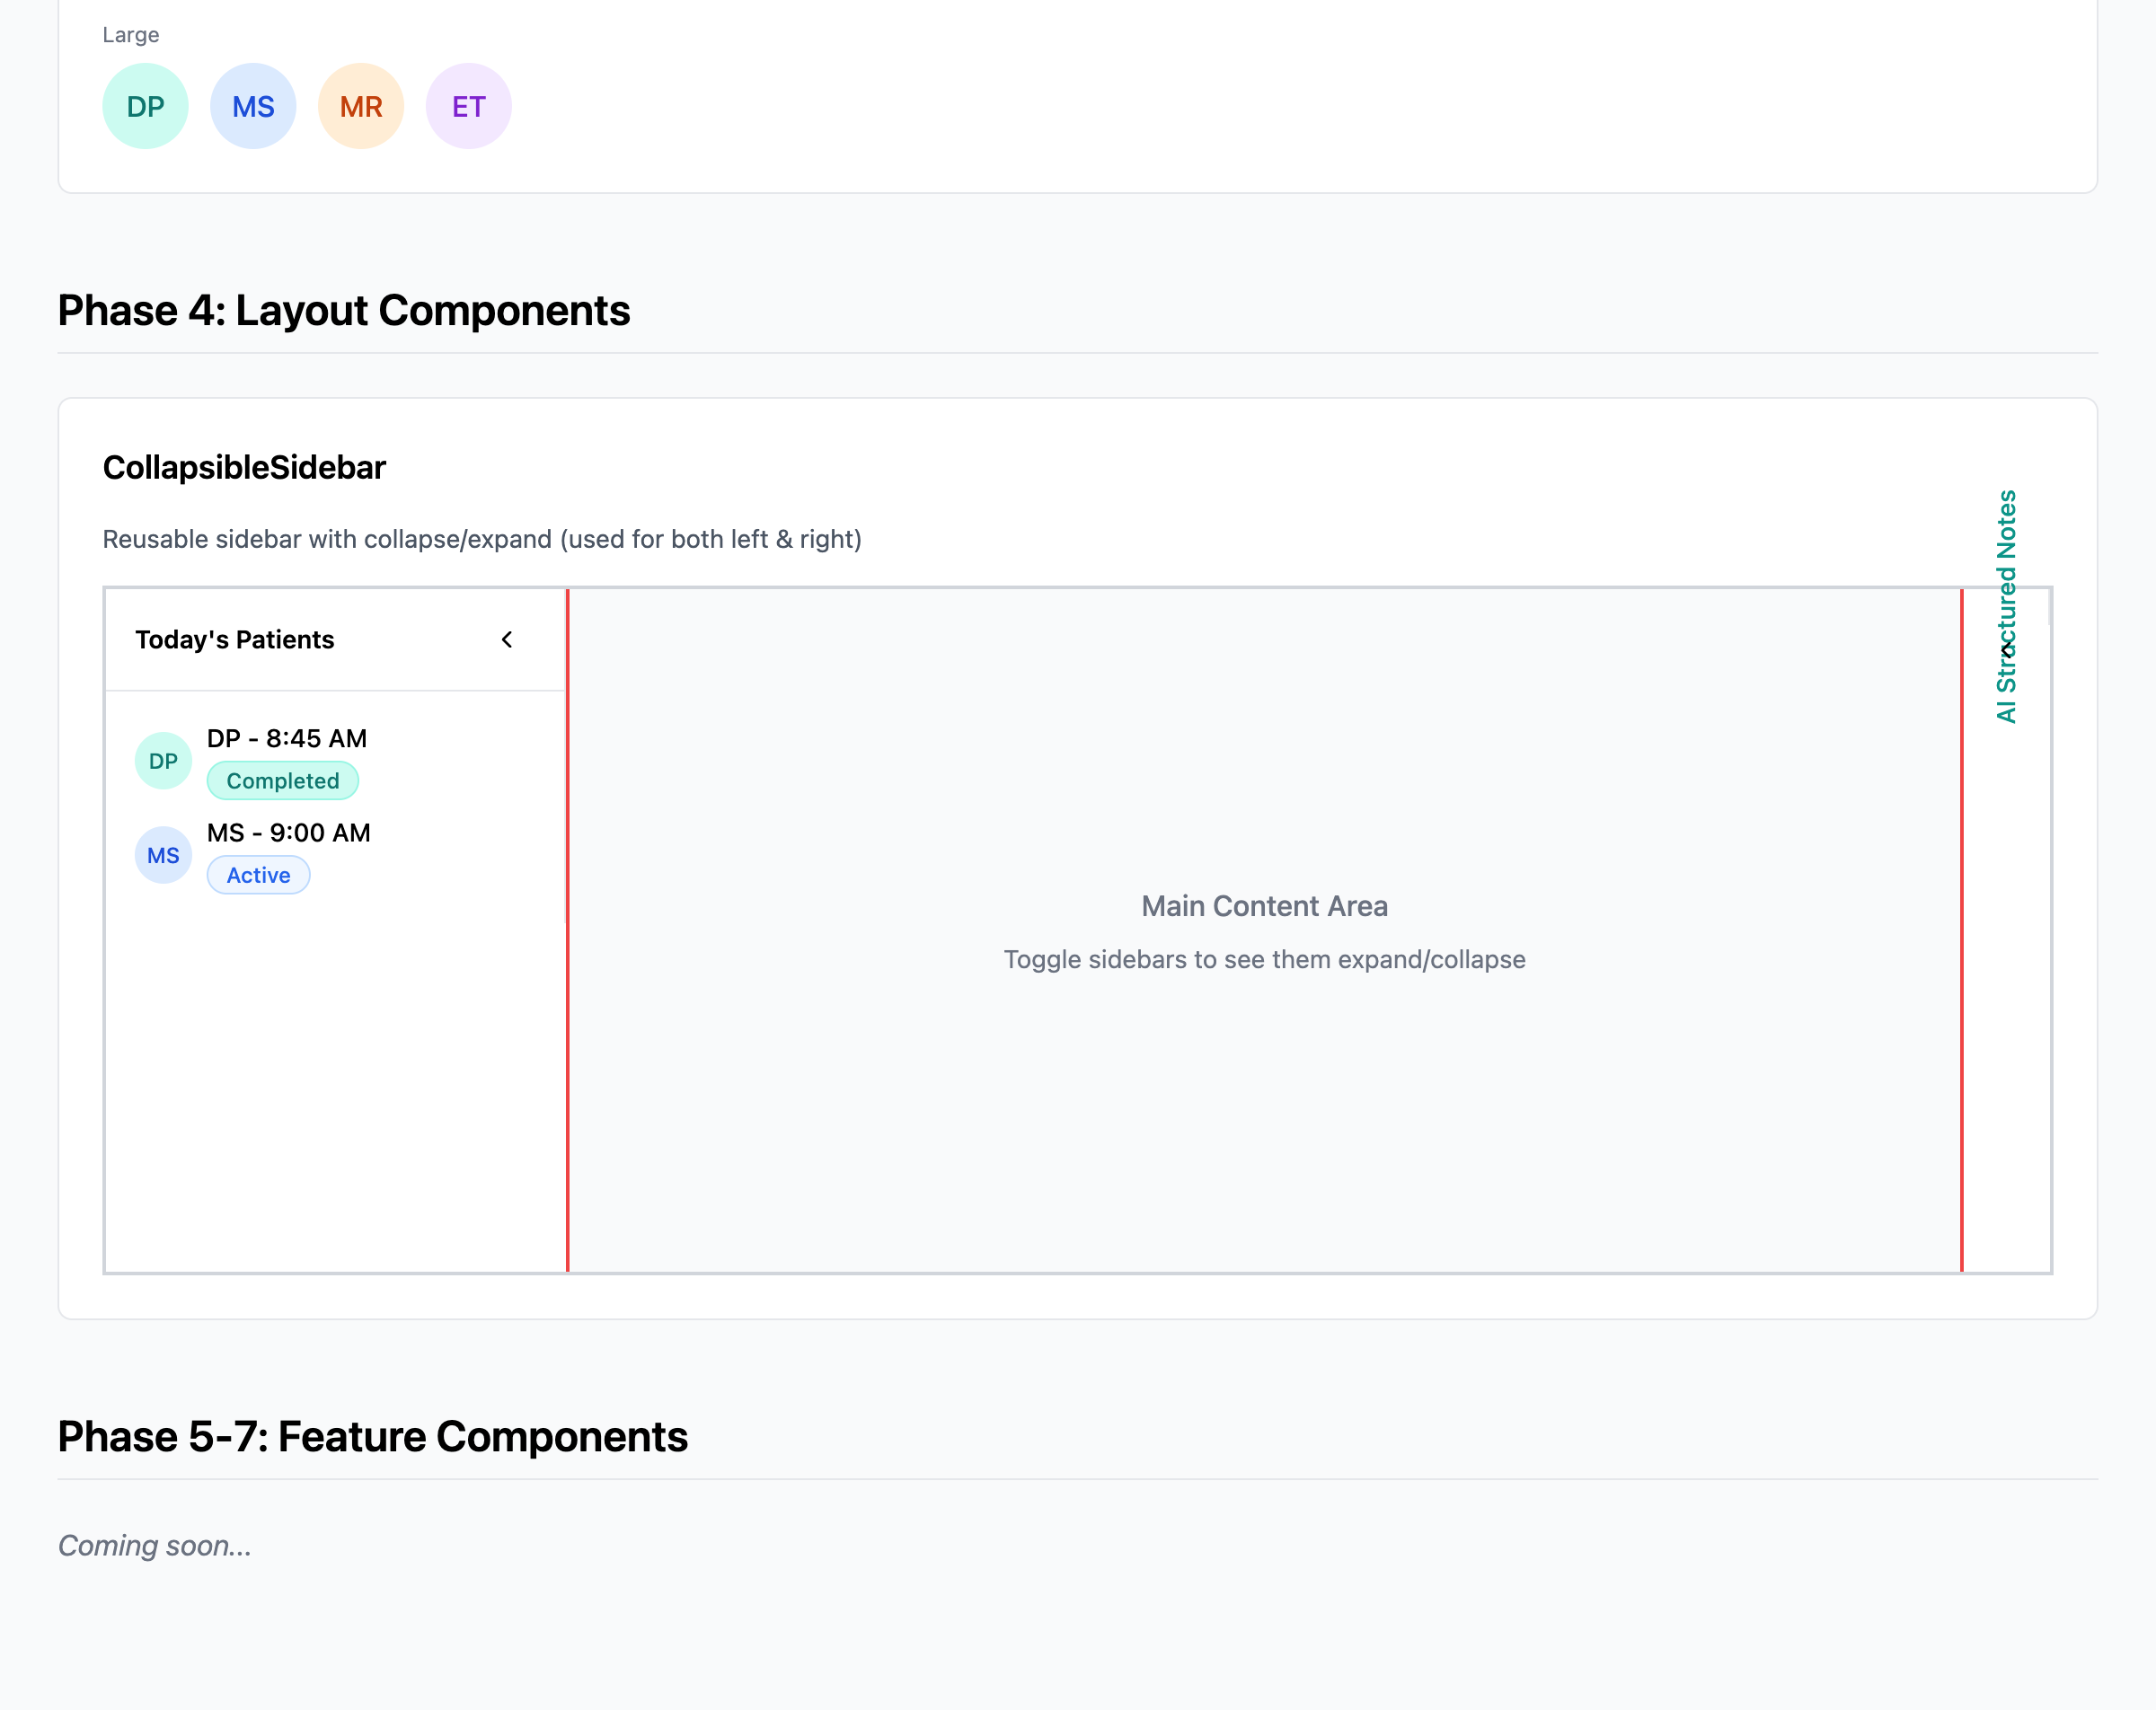 Large
DP MS MR ET
Phase 4: Layout Components
CollapsibleSidebar
Reusable sidebar with collapse/expand (used for both left & right)
Today's Patients
DP
DP - 8:45 AM
Completed
MS
MS - 9:00 AM
Active
Main Content Area
Toggle sidebars to see them expand/collapse
AI Structured Notes
Phase 5-7: Feature Components
Coming soon...